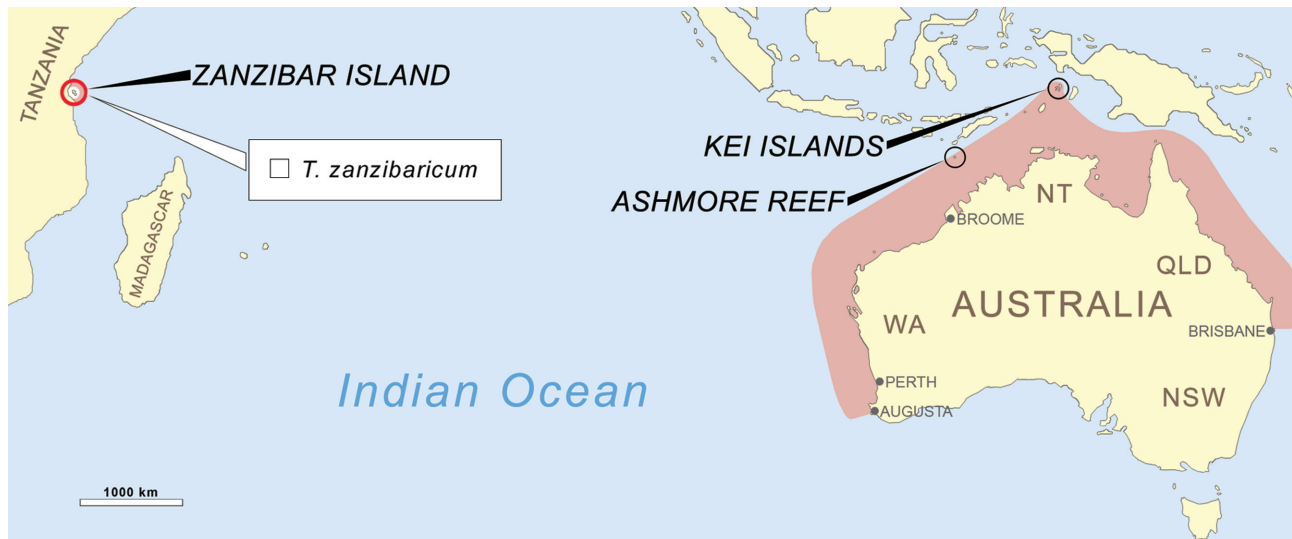 TANZANIA
ZANZIBAR ISLAND
T. zanzibaricum
MADAGASCAR
KEI ISLANDS
ASHMORE REEF
BROOME
NT
QLD
AUSTRALIA
WA
BRISBANE
PERTH
NSW
AUGUSTA
Indian Ocean
1000 km